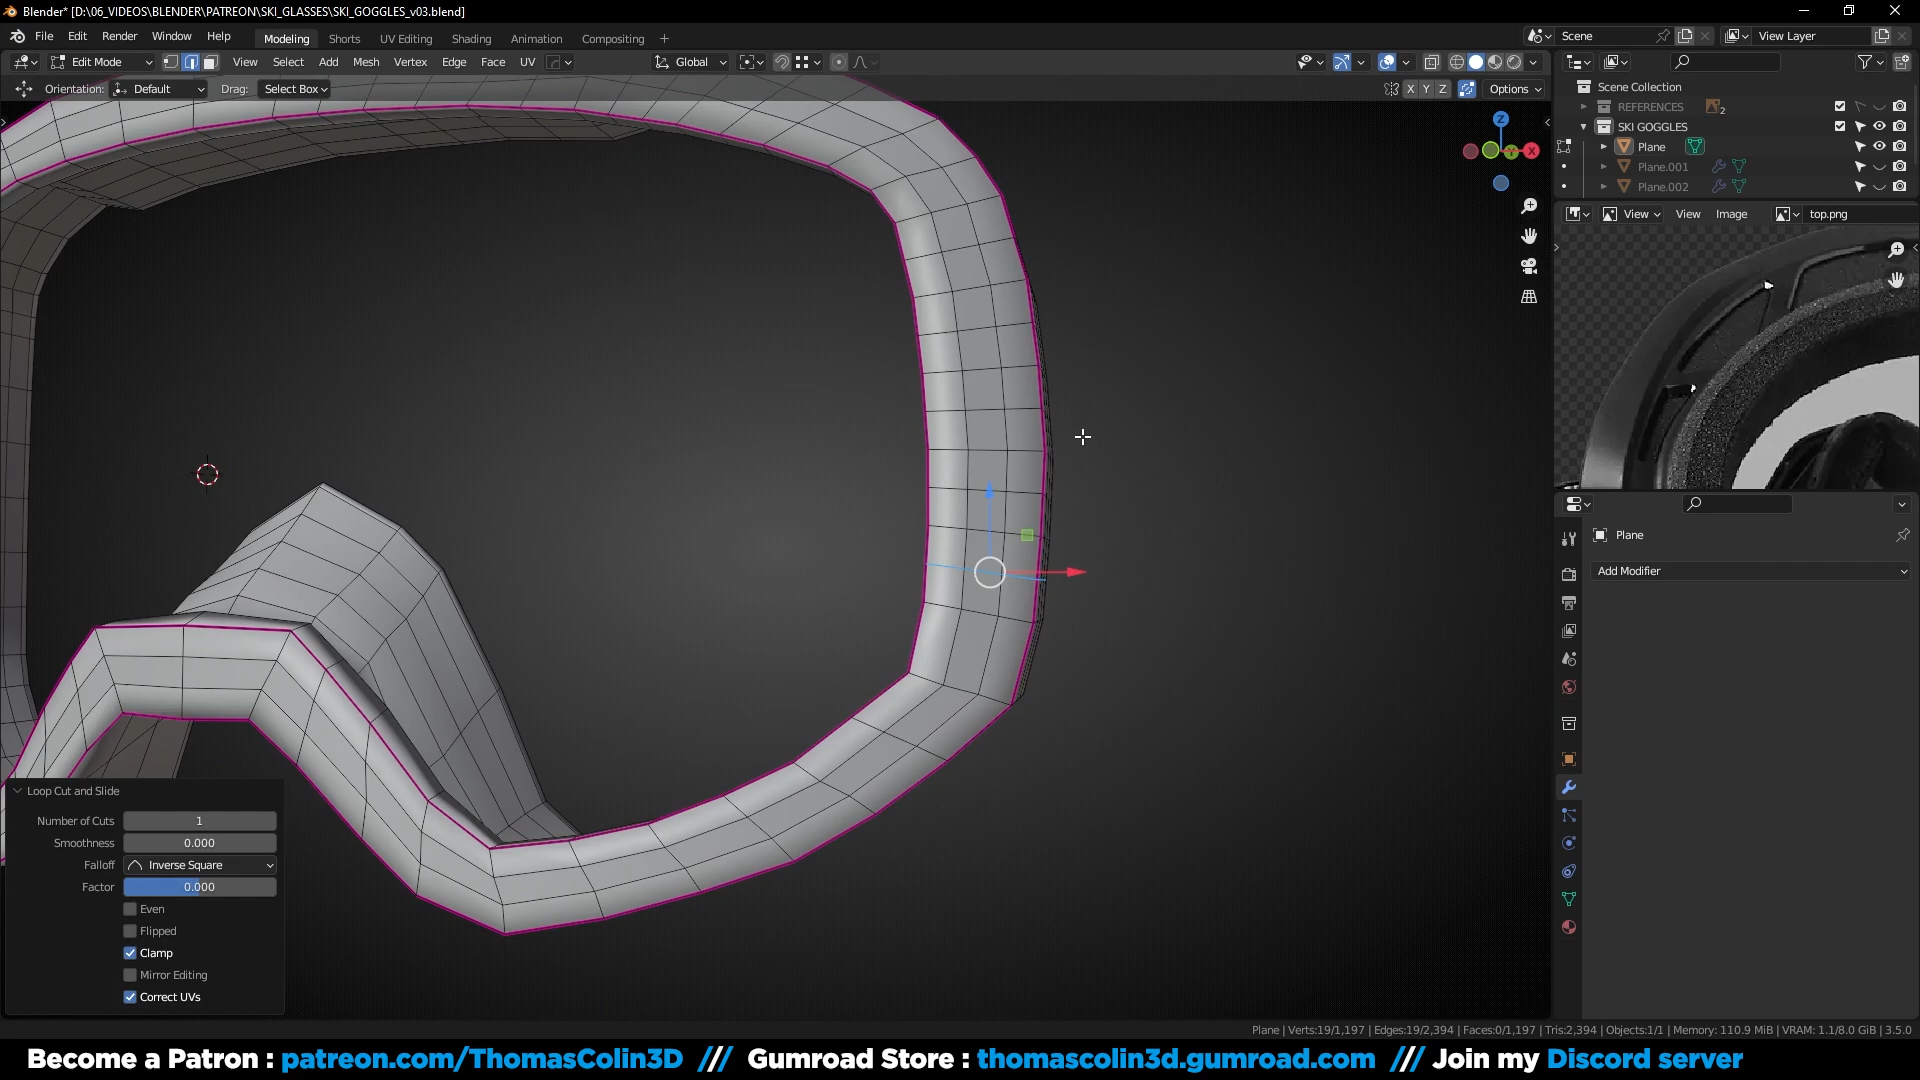 Blender* [D:\06_VIDEOS\BLENDER\PATREON\SKI_GLASSES\SKI_GOGGLES_v03.blend]
File Edit Render Window Help Modeling Shorts UV Editing Shading Animation Compositing + Scene View Layer
Edit Mode View Select Add Mesh Vertex Edge Face UV Global
Orientation: Default Drag: Select Box X Y Z Options
Scene Collection
REFERENCES 2
SKI GOGGLES
Plane
Plane.001
Plane.002
View View Image top.png
Z
Y X
Plane
Add Modifier
Loop Cut and Slide
Number of Cuts 1
Smoothness 0.000
Falloff Inverse Square
Factor 0.000
Even
Flipped
Clamp
Mirror Editing
Correct UVs
Plane | Verts:19/1,197 | Edges:19/2,394 | Faces:0/1,197 | Tris:2,394 | Objects:1/1 | Memory: 110.9 MiB | VRAM: 1.1/8.0 GiB | 3.5.0
Become a Patron : patreon.com/ThomasColin3D /// Gumroad Store : thomascolin3d.gumroad.com /// Join my Discord server